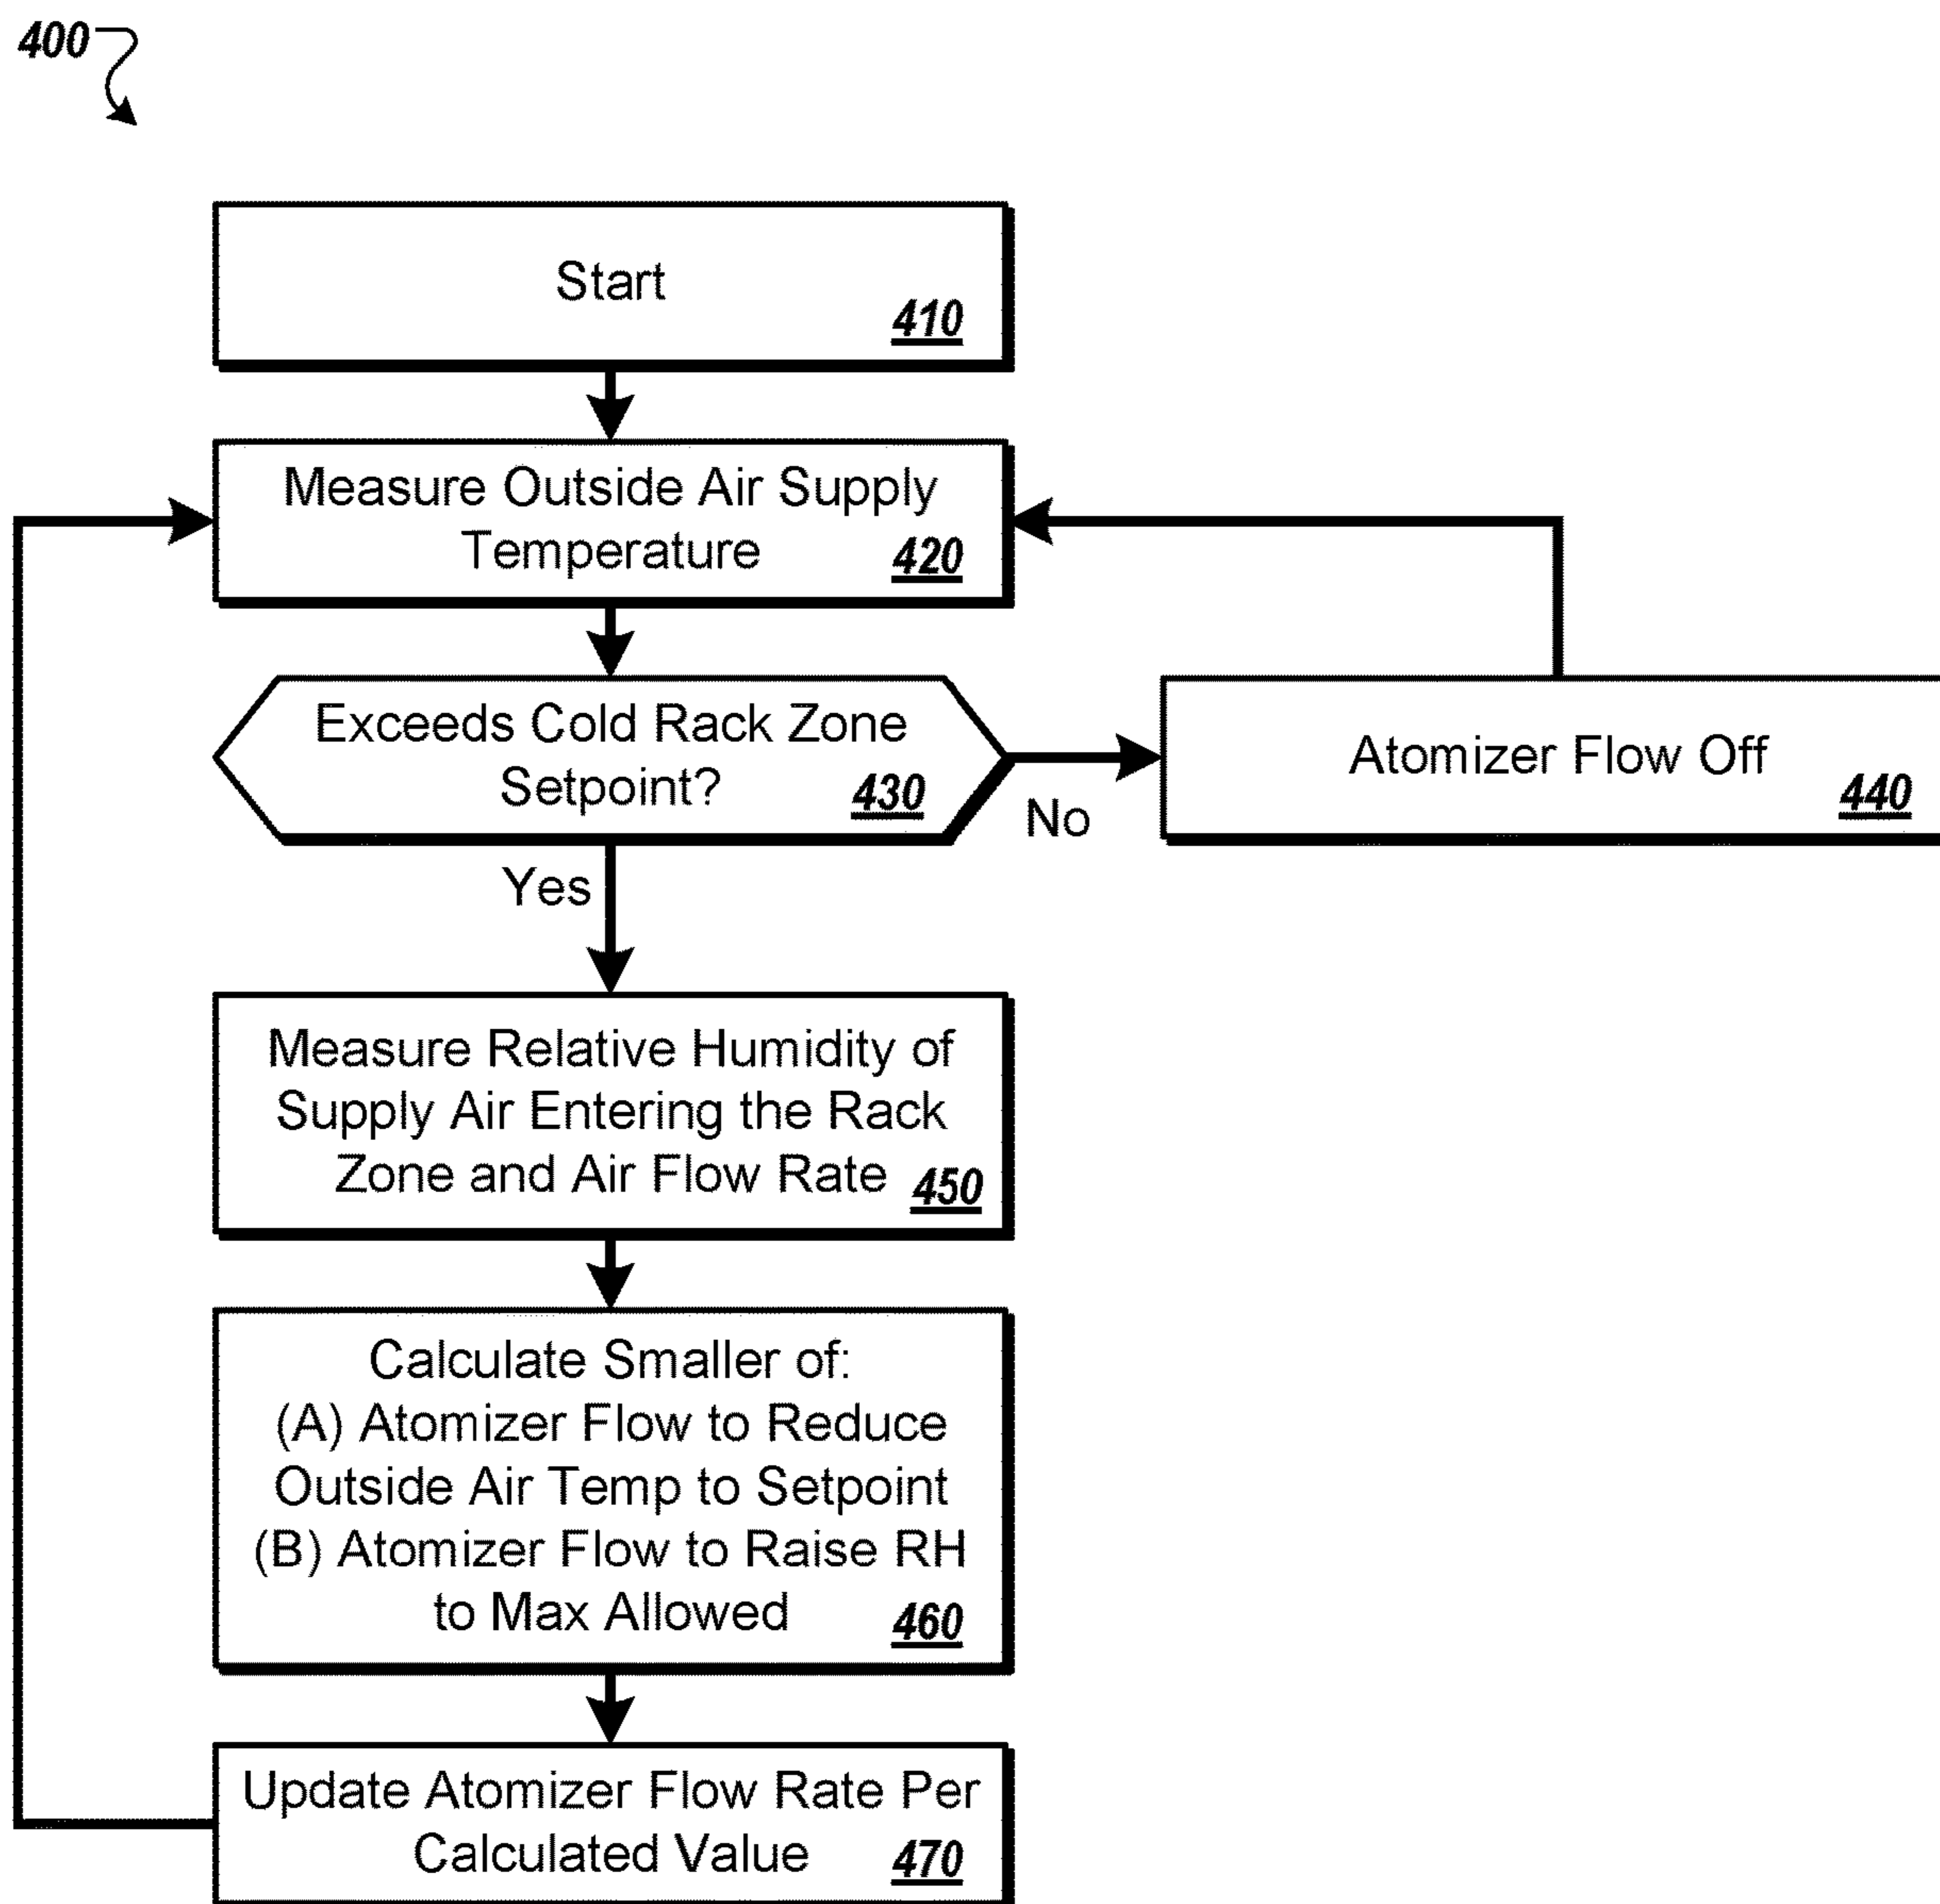 400
Start
410
Measure Outside Air Supply
Temperature 420
Exceeds Cold Rack Zone
Setpoint? 430
No
Atomizer Flow Off
440
Yes
Measure Relative Humidity of
Supply Air Entering the Rack
Zone and Air Flow Rate 450
Calculate Smaller of:
(A) Atomizer Flow to Reduce
Outside Air Temp to Setpoint
(B) Atomizer Flow to Raise RH
to Max Allowed 460
Update Atomizer Flow Rate Per
Calculated Value 470